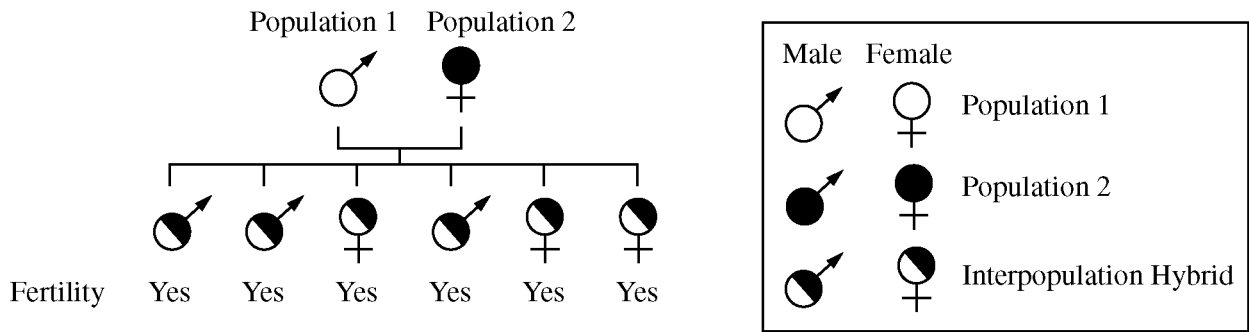 Population 1 Population 2
Fertility Yes Yes Yes Yes Yes Yes
Male Female
Population 1
Population 2
Interpopulation Hybrid